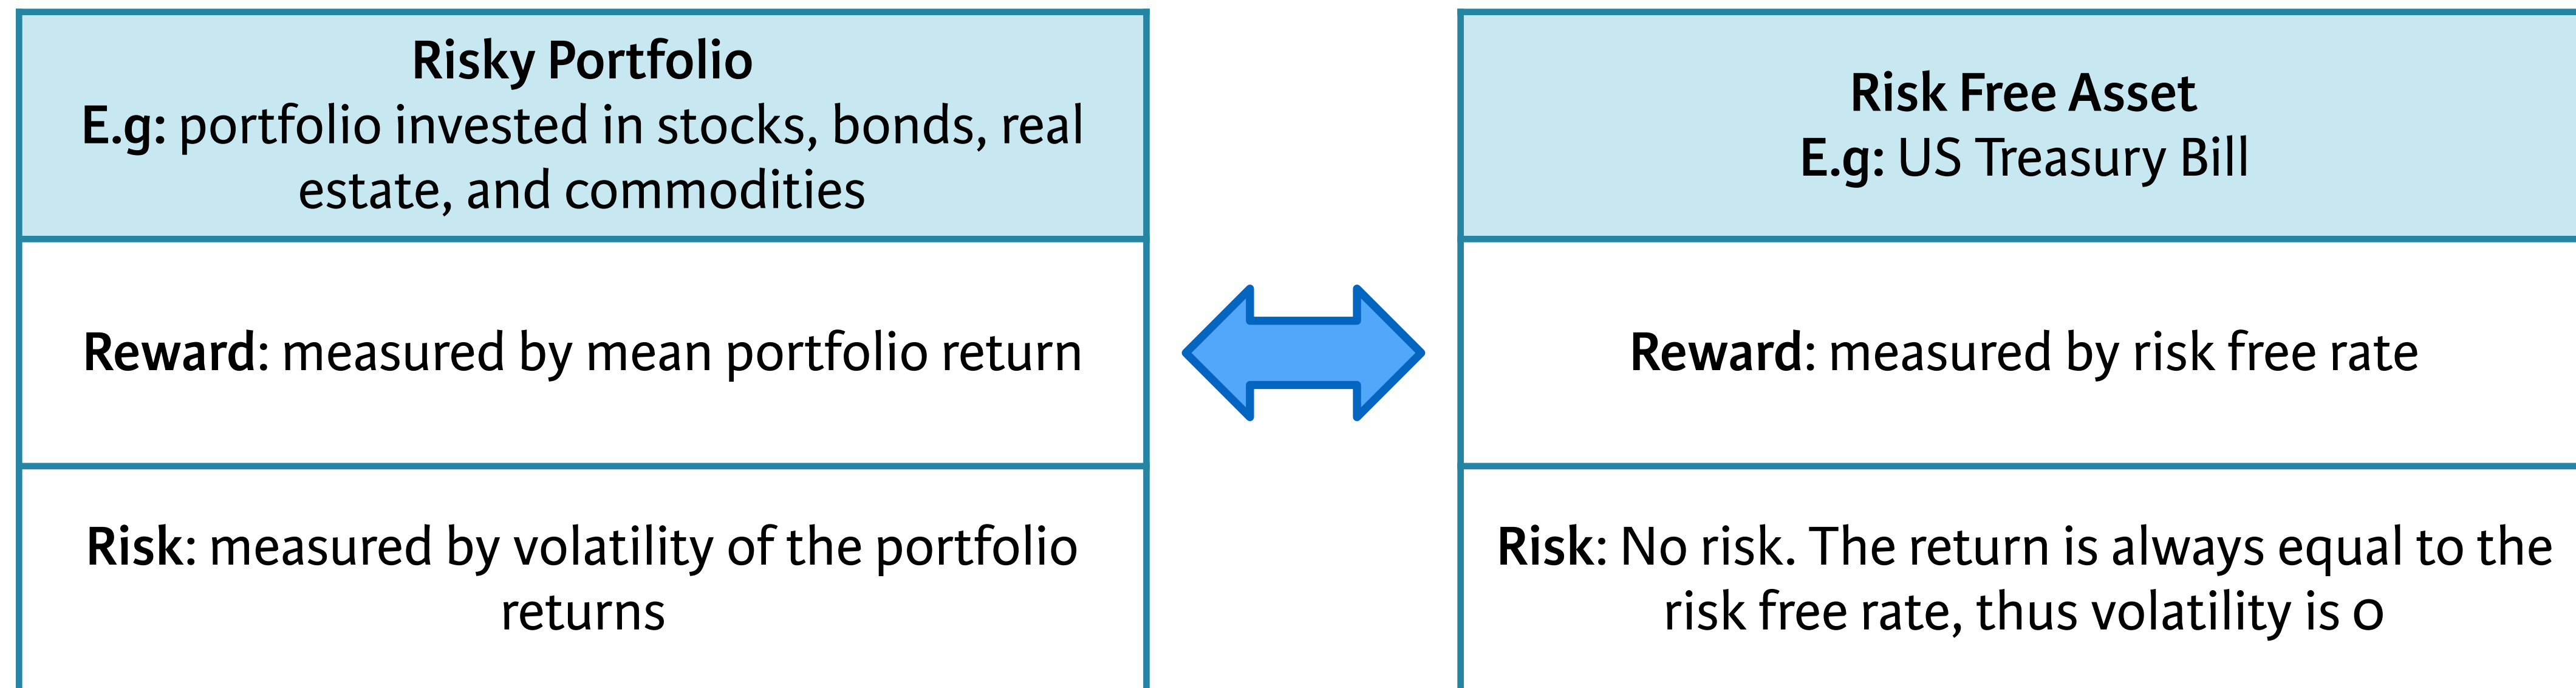 Risky Portfolio
E.g: portfolio invested in stocks, bonds, real
estate, and commodities
Reward: measured by mean portfolio return
Risk: measured by volatility of the portfolio
returns
Risk Free Asset
E.g: US Treasury Bill
Reward: measured by risk free rate
Risk: No risk. The return is always equal to the
risk free rate, thus volatility is 0